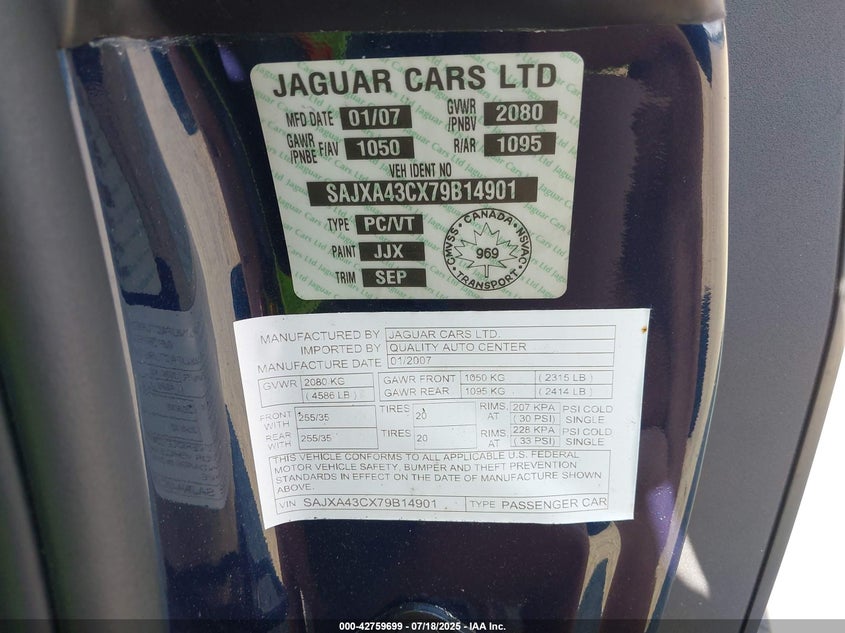 JAGUAR CARS LTD
MFD DATE 01/07 GVWR /PNBV 2080
GAWR /PNBE F/AV 1050 R/AR 1095
VEH IDENT NO
SAJXA43CX79B14901
TYPE PC/VT
PAINT JJX
TRIM SEP
CMVSS · CANADA · NSVAC
969
TRANSPORT
MANUFACTURED BY JAGUAR CARS LTD.
IMPORTED BY QUALITY AUTO CENTER
MANUFACTURE DATE 01/2007
GVWR 2080 KG GAWR FRONT 1050 KG ( 2315 LB )
( 4586 LB ) GAWR REAR 1095 KG ( 2414 LB )
FRONT WITH 255/35 TIRES 20 RIMS. AT 207 KPA ( 30 PSI) PSI COLD SINGLE
REAR WITH 255/35 TIRES 20 RIMS. AT 228 KPA ( 33 PSI) PSI COLD SINGLE
THIS VEHICLE CONFORMS TO ALL APPLICABLE U.S. FEDERAL
MOTOR VEHICLE SAFETY, BUMPER AND THEFT PREVENTION
STANDARDS IN EFFECT ON THE DATE OF MANUFACTURE SHOWN
ABOVE.
VIN SAJXA43CX79B14901 TYPE PASSENGER CAR
000-42759699 - 07/18/2025 - IAA Inc.